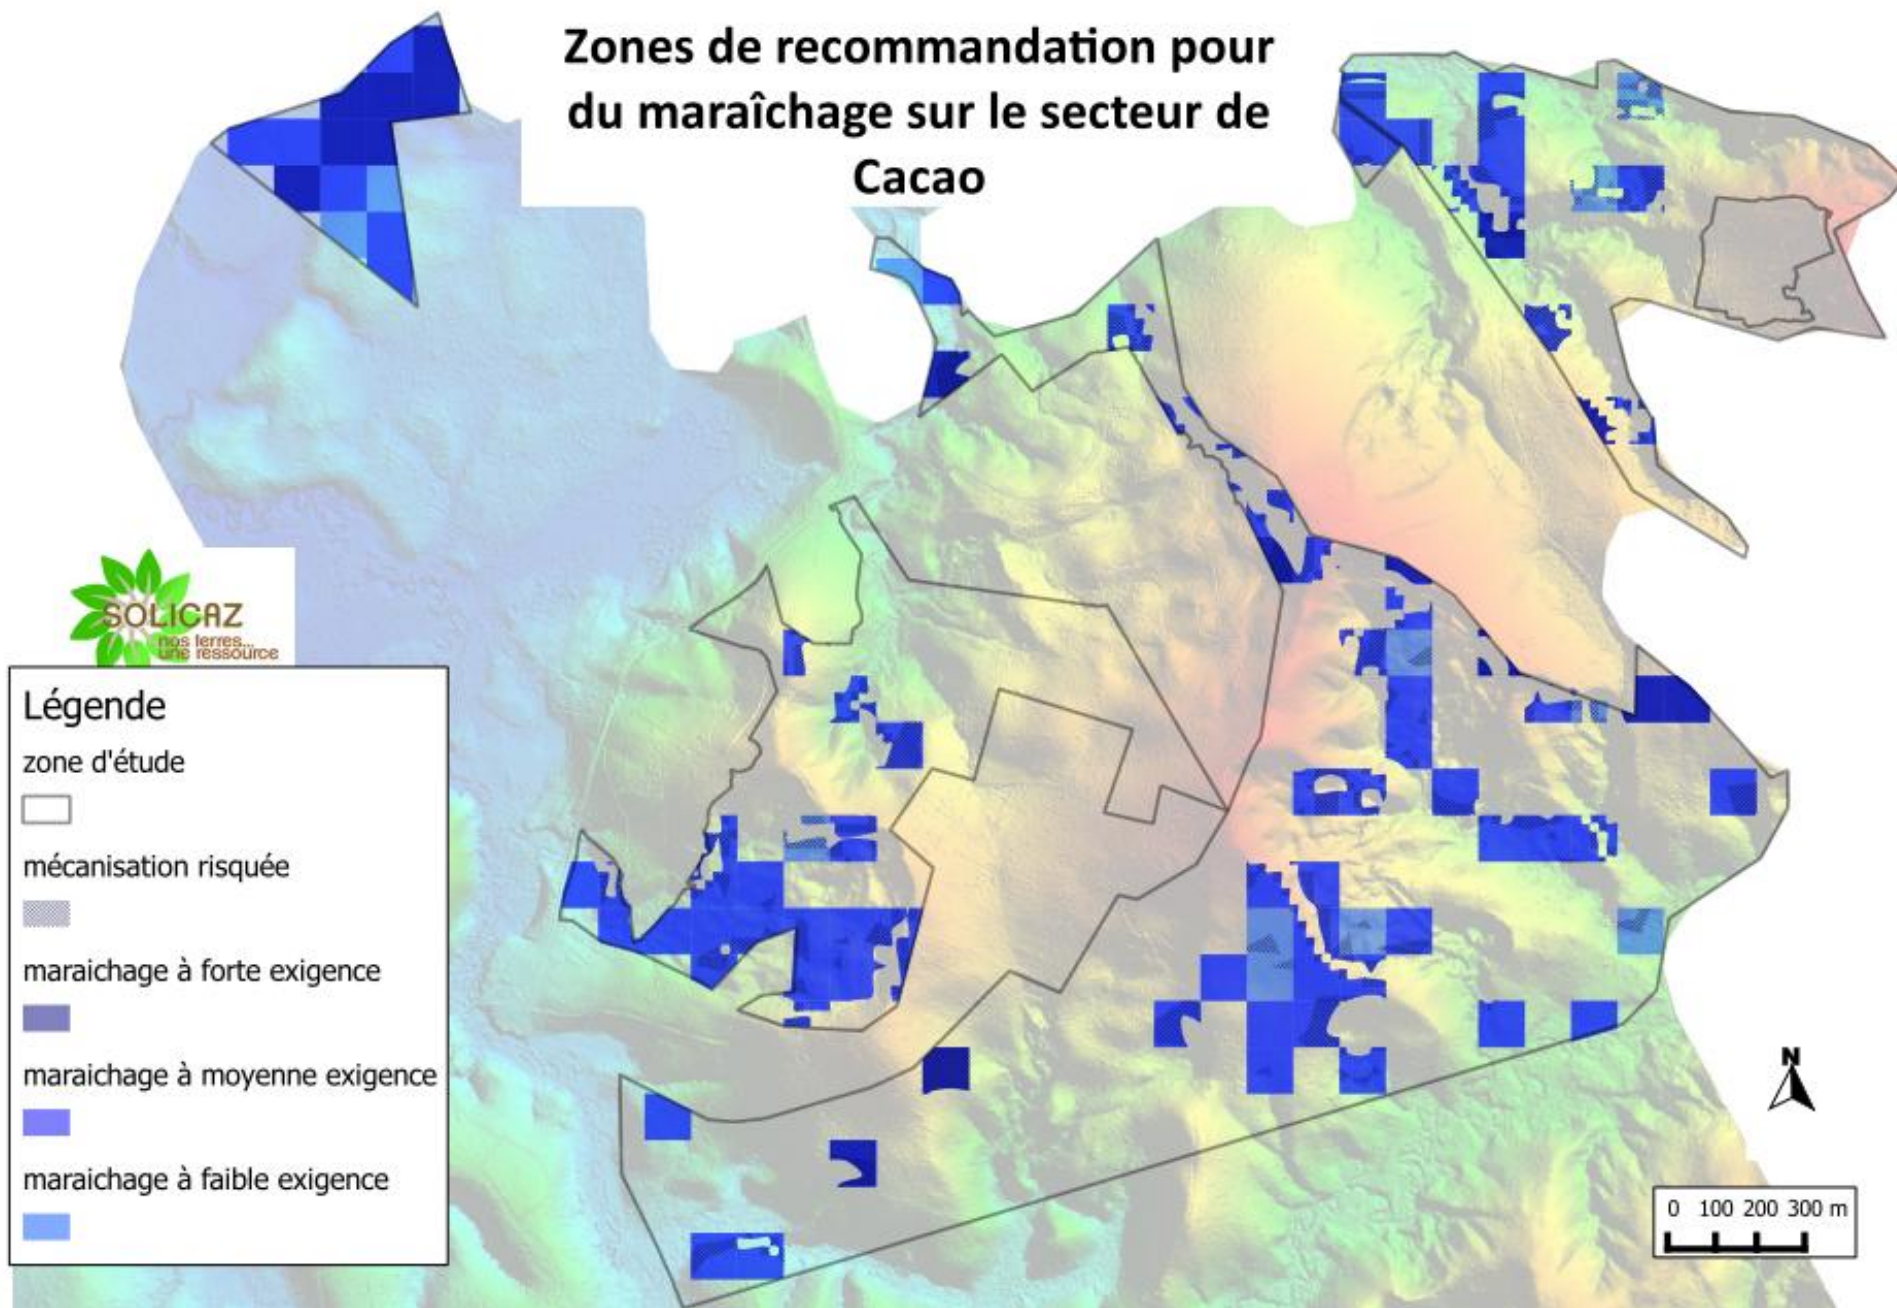 Zones de recommandation pour
du maraîchage sur le secteur de
Cacao
SOLICAZ
nos terres...
une ressource
Légende
zone d'étude
mécanisation risquée
maraichage à forte exigence
maraichage à moyenne exigence
maraichage à faible exigence
N
0 100 200 300 m